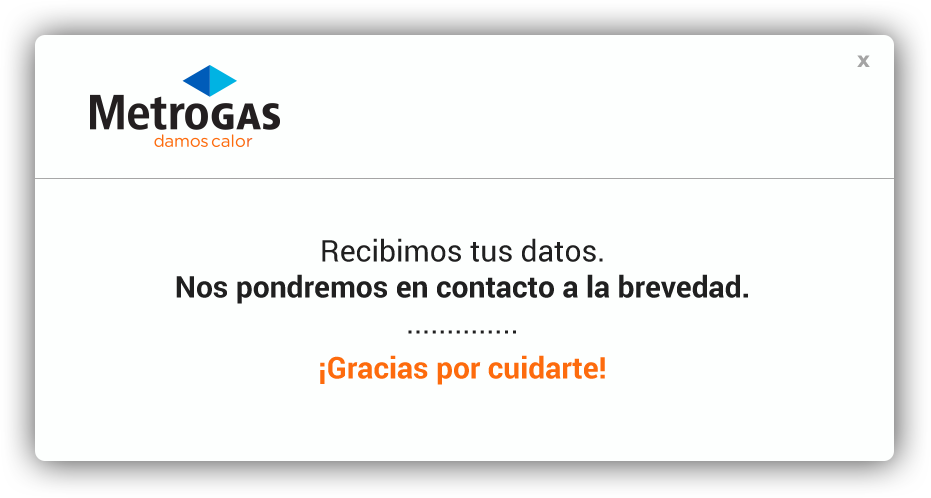 x
MetroGAS
damos calor
Recibimos tus datos.
Nos pondremos en contacto a la brevedad.
..............
¡Gracias por cuidarte!